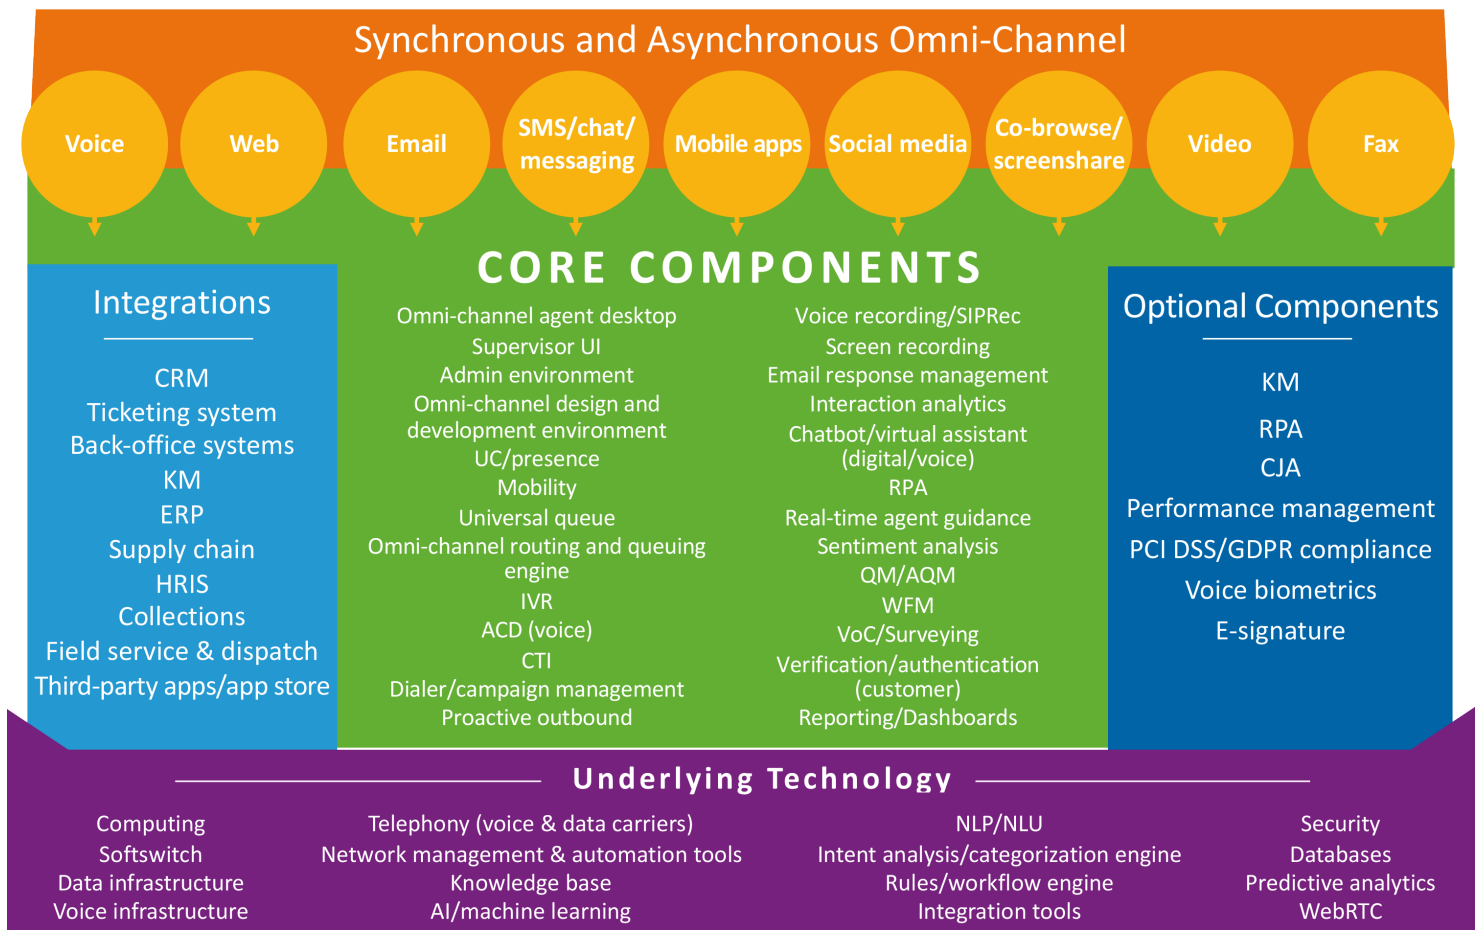 Synchronous and Asynchronous Omni-Channel
Voice
Web
Email
SMS/chat/
messaging
Mobile apps
Social media
Co-browse/
screenshare
Video
Fax
CORE COMPONENTS
Integrations
CRM
Ticketing system
Back-office systems
KM
ERP
Supply chain
HRIS
Collections
Field service & dispatch
Third-party apps/app store
Omni-channel agent desktop
Supervisor UI
Admin environment
Omni-channel design and
development environment
UC/presence
Mobility
Universal queue
Omni-channel routing and queuing
engine
IVR
ACD (voice)
CTI
Dialer/campaign management
Proactive outbound
Voice recording/SIPRec
Screen recording
Email response management
Interaction analytics
Chatbot/virtual assistant
(digital/voice)
RPA
Real-time agent guidance
Sentiment analysis
QM/AQM
WFM
VoC/Surveying
Verification/authentication
(customer)
Reporting/Dashboards
Optional Components
KM
RPA
CJA
Performance management
PCI DSS/GDPR compliance
Voice biometrics
E-signature
Underlying Technology
Computing
Softswitch
Data infrastructure
Voice infrastructure
Telephony (voice & data carriers)
Network management & automation tools
Knowledge base
AI/machine learning
NLP/NLU
Intent analysis/categorization engine
Rules/workflow engine
Integration tools
Security
Databases
Predictive analytics
WebRTC